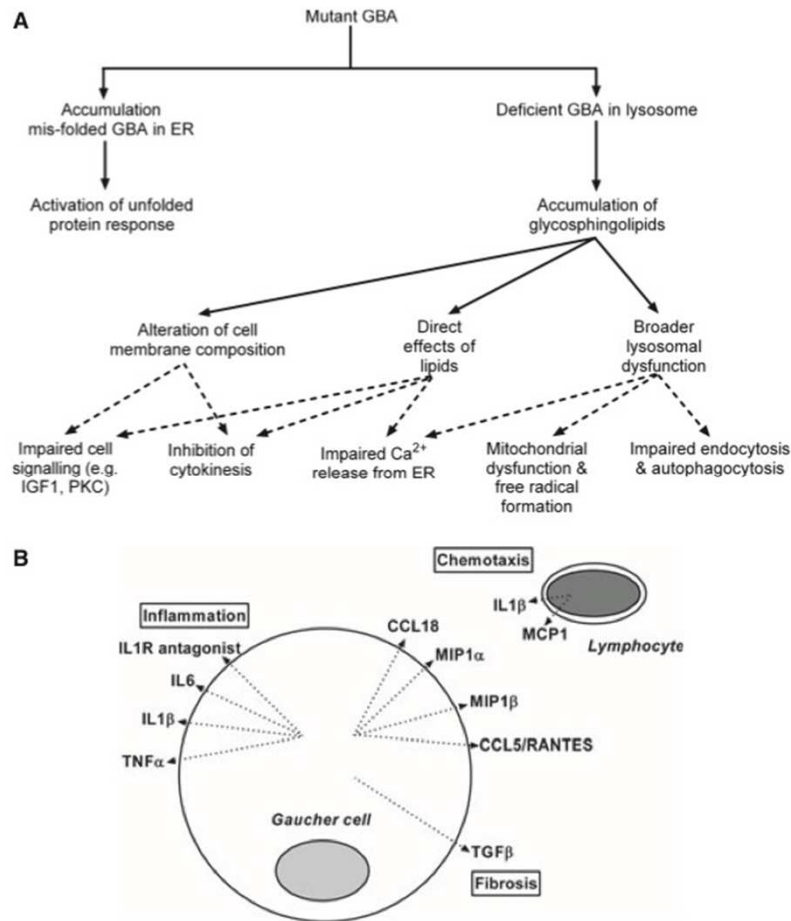 A
Mutant GBA
Accumulation
mis-folded GBA in ER
Deficient GBA in lysosome
Activation of unfolded
protein response
Accumulation of
glycosphingolipids
Alteration of cell
membrane composition
Direct
effects of
lipids
Broader
lysosomal
dysfunction
Impaired cell
signalling (e.g.
IGF1, PKC)
Inhibition of
cytokinesis
Impaired Ca²⁺
release from ER
Mitochondrial
dysfunction &
free radical
formation
Impaired endocytosis
& autophagocytosis
B
Chemotaxis
IL1β
MCP1
Lymphocyte
Inflammation
IL1R antagonist
IL6
IL1β
TNFα
CCL18
MIP1α
MIP1β
CCL5/RANTES
Gaucher cell
TGFβ
Fibrosis